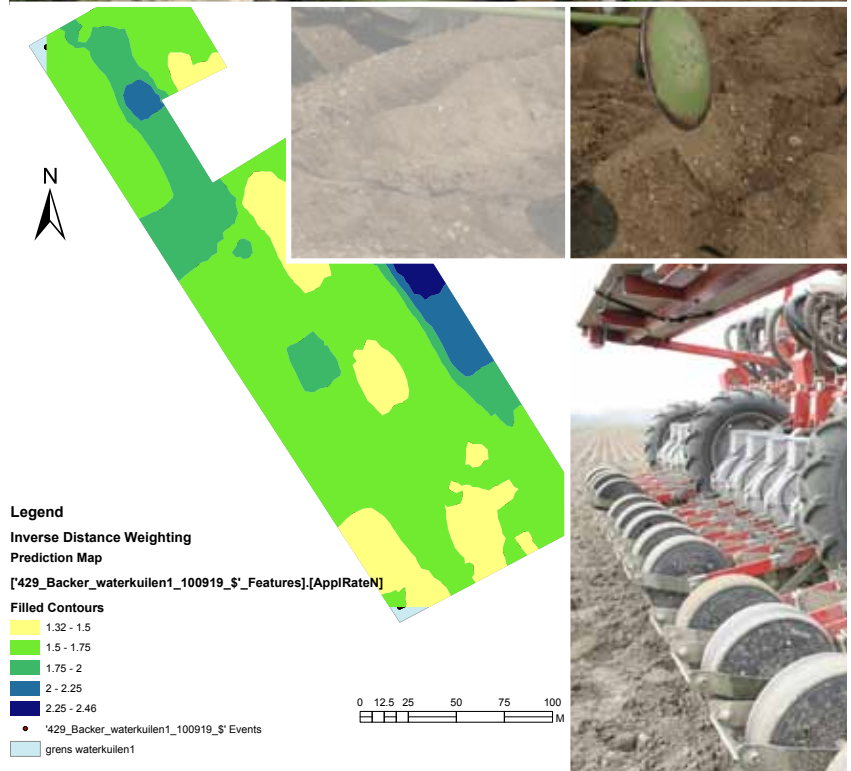 N
Legend
Inverse Distance Weighting
Prediction Map
['429_Backer_waterkuilen1_100919_$'_Features].[ApplRateN]
Filled Contours
1.32 - 1.5
1.5 - 1.75
1.75 - 2
2 - 2.25
2.25 - 2.46
'429_Backer_waterkuilen1_100919_$' Events
grens waterkuilen1
0 12.5 25 50 75 100
M